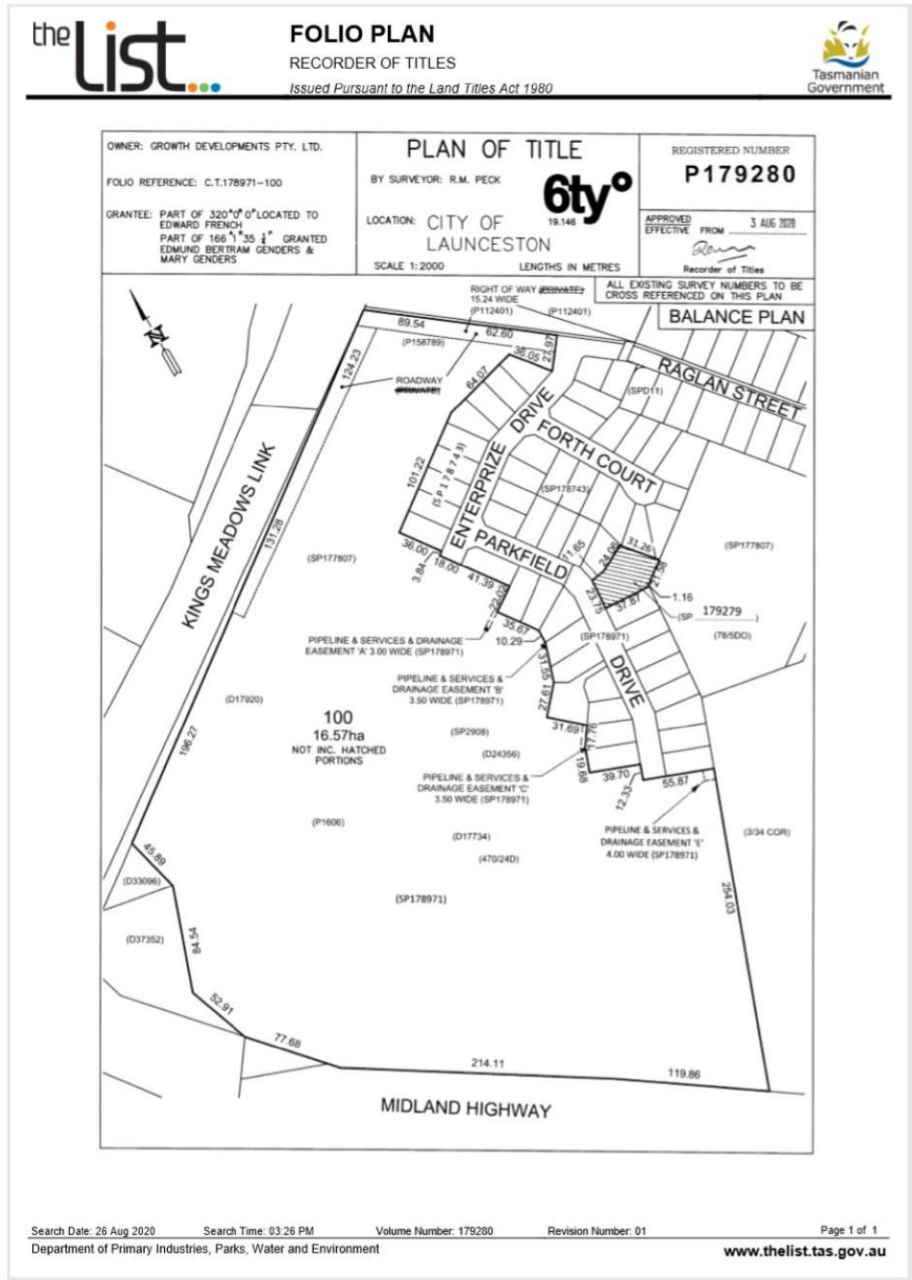 the LIST...
FOLIO PLAN
RECORDER OF TITLES
Issued Pursuant to the Land Titles Act 1980
Tasmanian
Government
OWNER: GROWTH DEVELOPMENTS PTY. LTD.
FOLIO REFERENCE: C.T.178971-100
GRANTEE: PART OF 320ᴬ0ᴿ0ᴾ LOCATED TO
EDWARD FRENCH
PART OF 166ᴬ1ᴿ35 ½ᴾ GRANTED
EDMUND BERTRAM GENDERS &
MARY GENDERS
PLAN OF TITLE
BY SURVEYOR: R.M. PECK
6ty°
19.146
LOCATION: CITY OF
LAUNCESTON
SCALE 1:2000 LENGTHS IN METRES
REGISTERED NUMBER
P179280
APPROVED
EFFECTIVE FROM 3 AUG 2020
Recorder of Titles
ALL EXISTING SURVEY NUMBERS TO BE
CROSS REFERENCED ON THIS PLAN
BALANCE PLAN
RIGHT OF WAY (PRIVATE)
15.24 WIDE
(P112401)
(P112401)
N
89.54
62.60
(P158789)
36.05
27.97
124.23
ROADWAY
(PRIVATE)
64.07
RAGLAN STREET
(SPD11)
ENTERPRIZE DRIVE
FORTH COURT
101.22
(SP178743)
(SP178743)
KINGS MEADOWS LINK
131.28
(SP177807)
36.00
3.84
18.00
PARKFIELD
41.39
22.02
11.65
24.06
31.26
21.58
(SP177807)
23.75
37.87
1.16
(SP 179279 )
(78/5DO)
35.67
10.29
(SP178971)
PIPELINE & SERVICES & DRAINAGE
EASEMENT 'A' 3.00 WIDE (SP178971)
31.55
DRIVE
PIPELINE & SERVICES &
DRAINAGE EASEMENT 'B'
3.50 WIDE (SP178971)
27.61
(D17920)
196.27
100
16.57ha
NOT INC. HATCHED
PORTIONS
(SP2908)
31.69
17.76
(D24356)
19.68
PIPELINE & SERVICES &
DRAINAGE EASEMENT 'C'
3.50 WIDE (SP178971)
39.70
12.33
55.87
(P1606)
(D17734)
(470/24D)
PIPELINE & SERVICES &
DRAINAGE EASEMENT 'E'
4.00 WIDE (SP178971)
(3/34 COR)
45.89
(D33096)
(SP178971)
254.03
(D37352)
84.54
52.91
77.68
214.11
119.86
MIDLAND HIGHWAY
Search Date: 26 Aug 2020 Search Time: 03:26 PM Volume Number: 179280 Revision Number: 01 Page 1 of 1
Department of Primary Industries, Parks, Water and Environment www.thelist.tas.gov.au